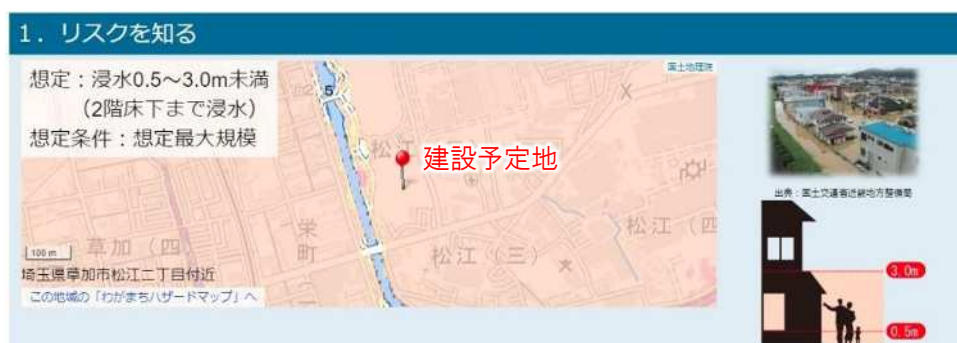 1．リスクを知る
想定：浸水0.5～3.0m未満
（2階床下まで浸水）
想定条件：想定最大規模
国土地理院
5
松江
建設予定地
出典：国土交通省近畿地方整備局
栄町
草加（四）
松江（三）
松江（四
100 m
埼玉県草加市松江二丁目付近
この地域の「わがまちハザードマップ」へ
3.0m
0.5m